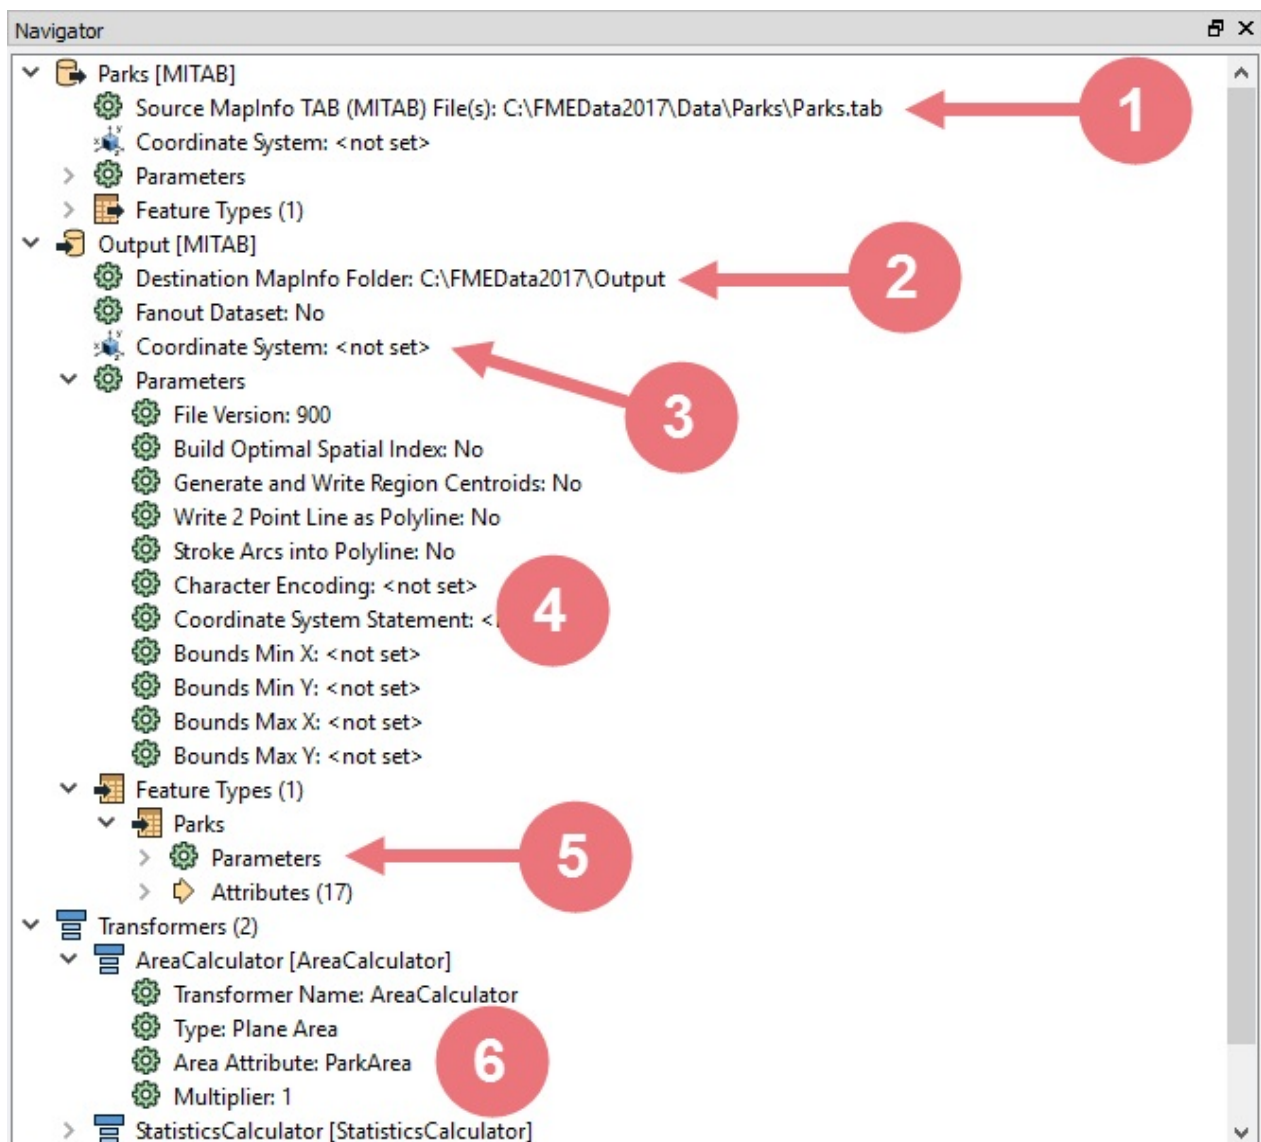 Navigator
Parks [MITAB]
Source MapInfo TAB (MITAB) File(s): C:\FMEData2017\Data\Parks\Parks.tab
1
Coordinate System: <not set>
Parameters
Feature Types (1)
Output [MITAB]
Destination MapInfo Folder: C:\FMEData2017\Output
2
Fanout Dataset: No
Coordinate System: <not set>
Parameters
3
File Version: 900
Build Optimal Spatial Index: No
Generate and Write Region Centroids: No
Write 2 Point Line as Polyline: No
Stroke Arcs into Polyline: No
Character Encoding: <not set>
4
Coordinate System Statement: <
Bounds Min X: <not set>
Bounds Min Y: <not set>
Bounds Max X: <not set>
Bounds Max Y: <not set>
Feature Types (1)
Parks
Parameters
5
Attributes (17)
Transformers (2)
AreaCalculator [AreaCalculator]
Transformer Name: AreaCalculator
Type: Plane Area
Area Attribute: ParkArea
6
Multiplier: 1
StatisticsCalculator [StatisticsCalculator]